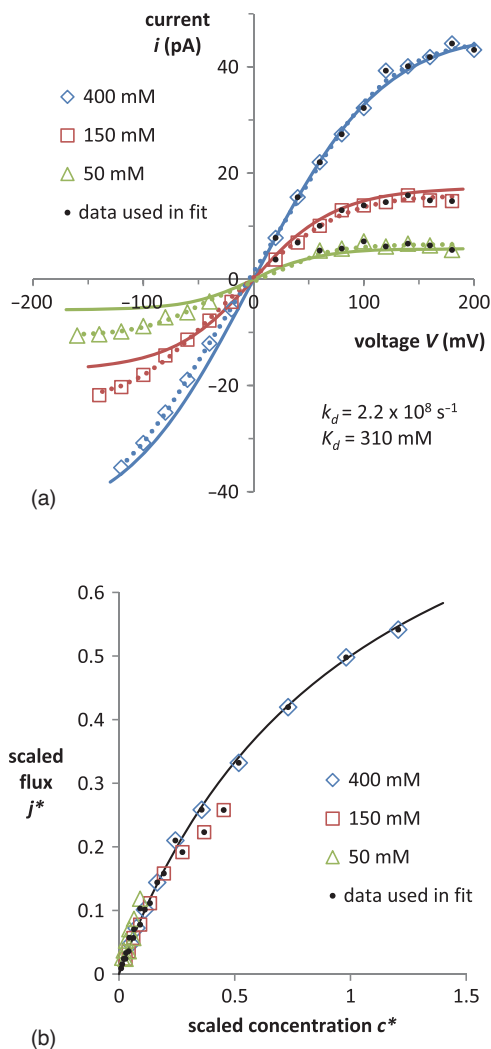 current
i (pA)
40
400 mM
150 mM
50 mM
data used in fit
20
0
−200
−100
0
100
200
voltage V (mV)
−20
k_d = 2.2 x 10⁸ s⁻¹
K_d = 310 mM
−40
(a)
0.6
0.5
0.4
scaled
flux
j*
0.3
400 mM
150 mM
50 mM
data used in fit
0.2
0.1
0
0
0.5
1
1.5
scaled concentration c*
(b)